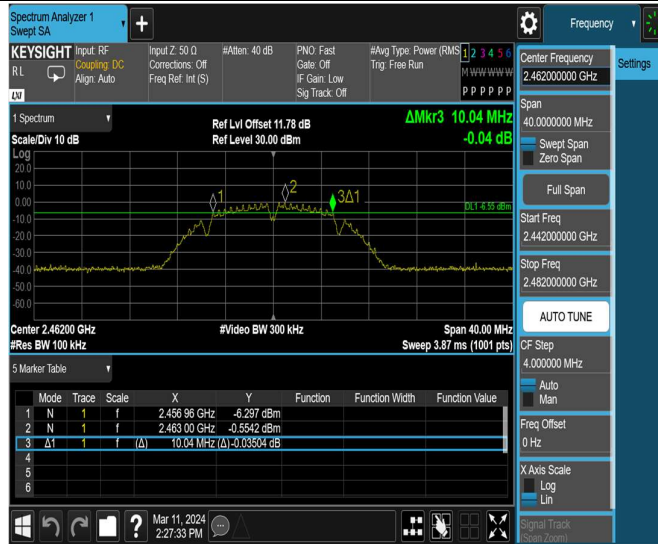 Spectrum Analyzer 1
Swept SA
+
Frequency
KEYSIGHT
RL
LXI
Input: RF
Coupling: DC
Align: Auto
Input Z: 50 Ω
Corrections: Off
Freq Ref: Int (S)
#Atten: 40 dB
PNO: Fast
Gate: Off
IF Gain: Low
Sig Track: Off
#Avg Type: Power (RMS
Trig: Free Run
1 2 3 4 5 6
M W W W W W
P P P P P P
1 Spectrum
Scale/Div 10 dB
Ref Lvl Offset 11.78 dB
Ref Level 30.00 dBm
ΔMkr3 10.04 MHz
-0.04 dB
Log
20.0
10.0
0.00
-10.0
-20.0
-30.0
-40.0
-50.0
-60.0
1
2
3Δ1
DL1 -6.55 dBm
Center 2.46200 GHz
#Res BW 100 kHz
#Video BW 300 kHz
Span 40.00 MHz
Sweep 3.87 ms (1001 pts)
5 Marker Table
Mode Trace Scale X Y Function Function Width Function Value
1 N 1 f 2.456 96 GHz -6.297 dBm
2 N 1 f 2.463 00 GHz -0.5542 dBm
3 Δ1 1 f (Δ) 10.04 MHz (Δ) -0.03504 dB
4
5
6
Mar 11, 2024
2:27:33 PM
Center Frequency
2.462000000 GHz
Settings
Span
40.0000000 MHz
Swept Span
Zero Span
Full Span
Start Freq
2.442000000 GHz
Stop Freq
2.482000000 GHz
AUTO TUNE
CF Step
4.000000 MHz
Auto
Man
Freq Offset
0 Hz
X Axis Scale
Log
Lin
Signal Track
(Span Zoom)